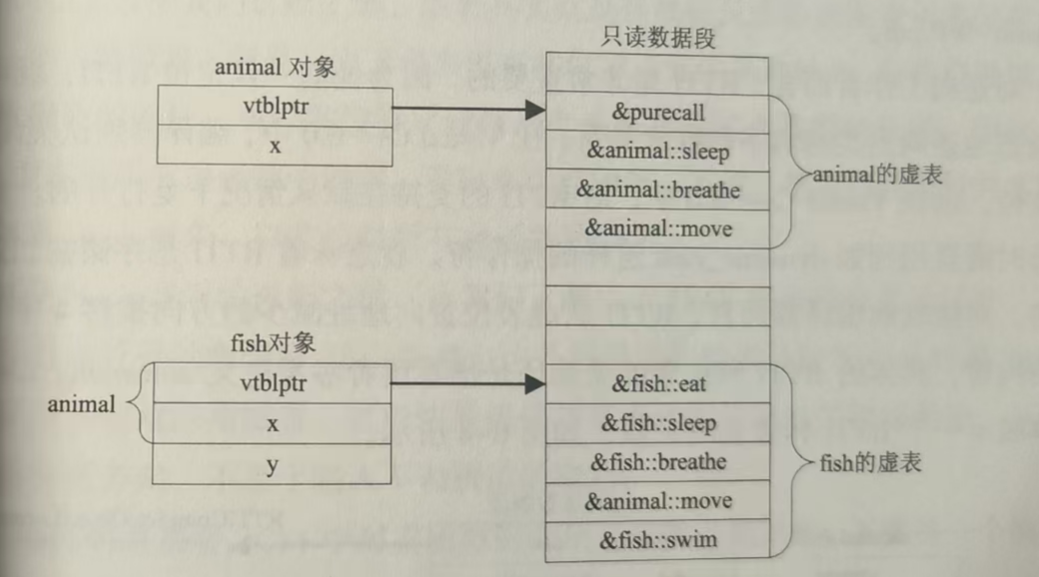 只读数据段
animal 对象
vtblptr
x
&purecall
&animal::sleep
&animal::breathe
&animal::move
animal的虚表
fish对象
animal
vtblptr
x
y
&fish::eat
&fish::sleep
&fish::breathe
&animal::move
&fish::swim
fish的虚表